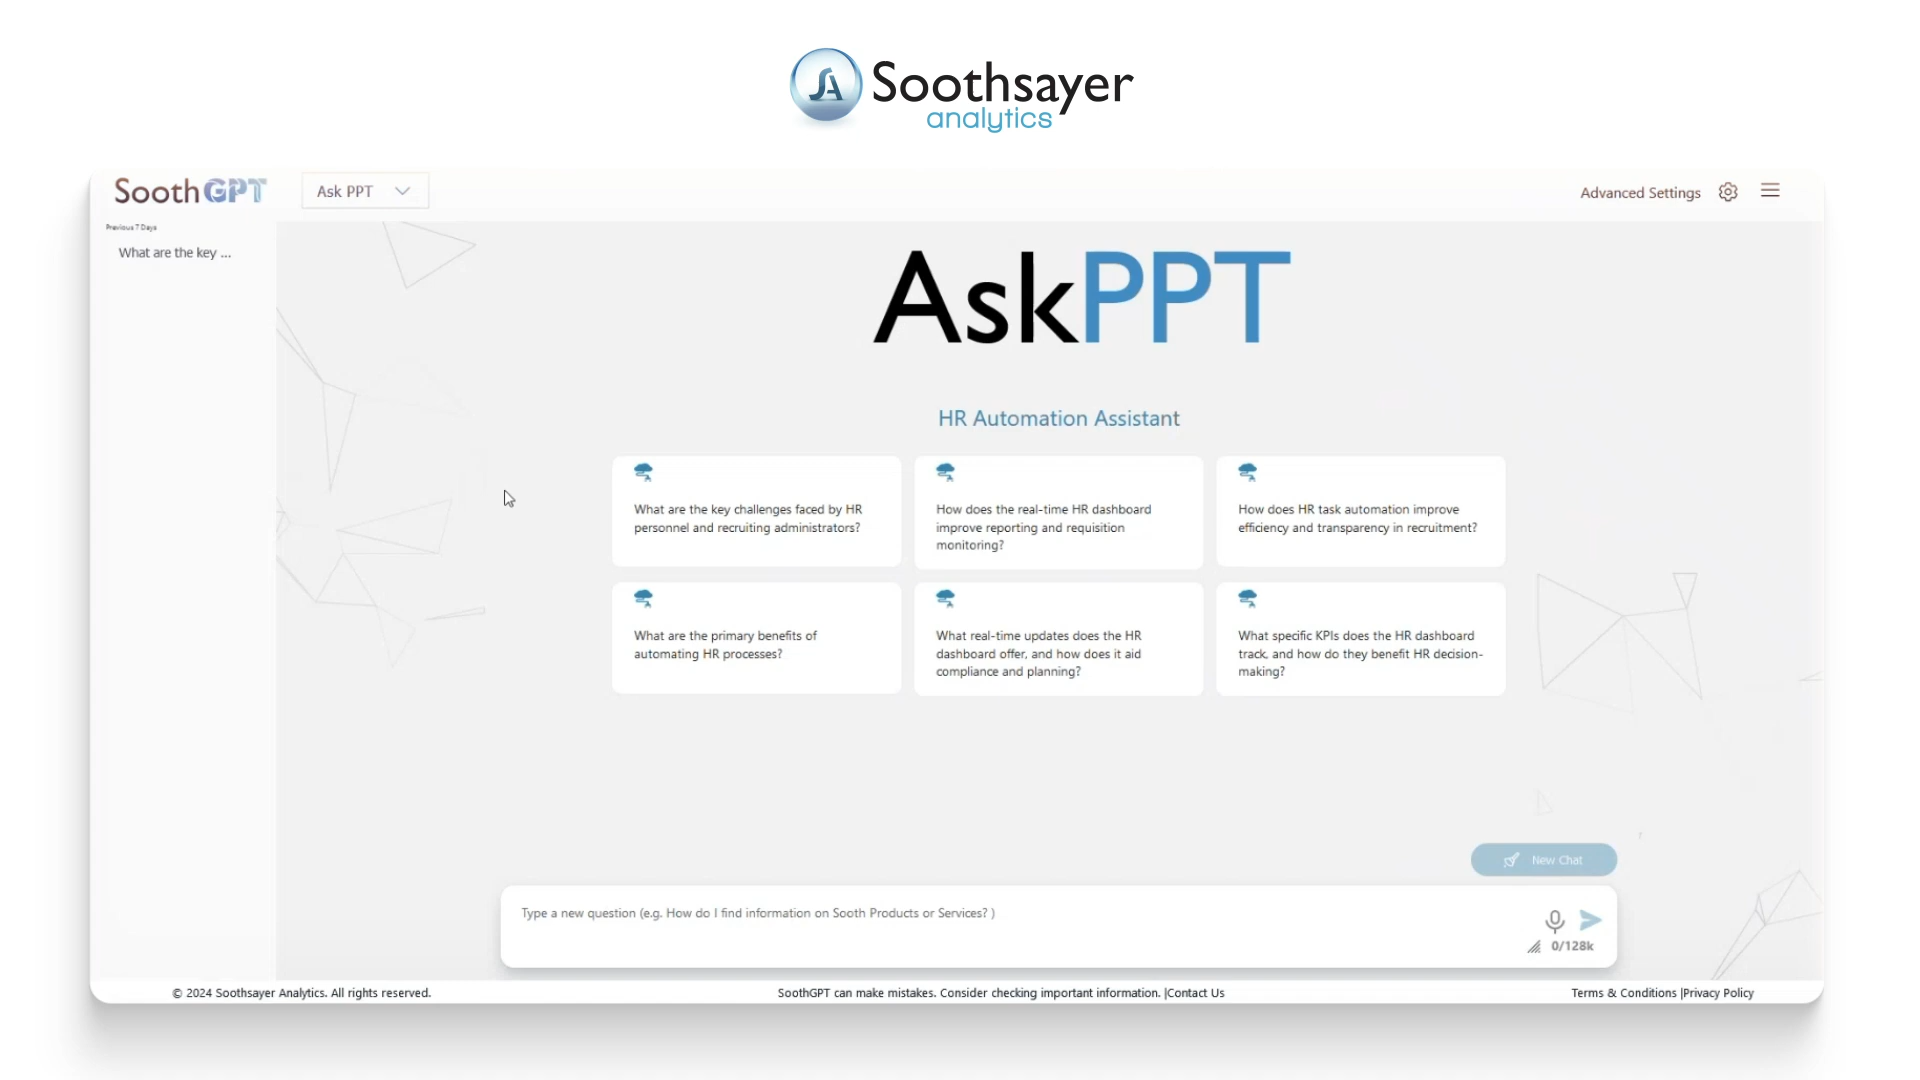 Soothsayer
analytics
SoothGPT
Ask PPT
Advanced Settings
Previous 7 Days
What are the key ...
AskPPT
HR Automation Assistant
What are the key challenges faced by HR
personnel and recruiting administrators?
How does the real-time HR dashboard
improve reporting and requisition
monitoring?
How does HR task automation improve
efficiency and transparency in recruitment?
What are the primary benefits of
automating HR processes?
What real-time updates does the HR
dashboard offer, and how does it aid
compliance and planning?
What specific KPIs does the HR dashboard
track, and how do they benefit HR decision-
making?
New Chat
Type a new question (e.g. How do I find information on Sooth Products or Services? )
0/128k
© 2024 Soothsayer Analytics. All rights reserved.
SoothGPT can make mistakes. Consider checking important information. |Contact Us
Terms & Conditions |Privacy Policy